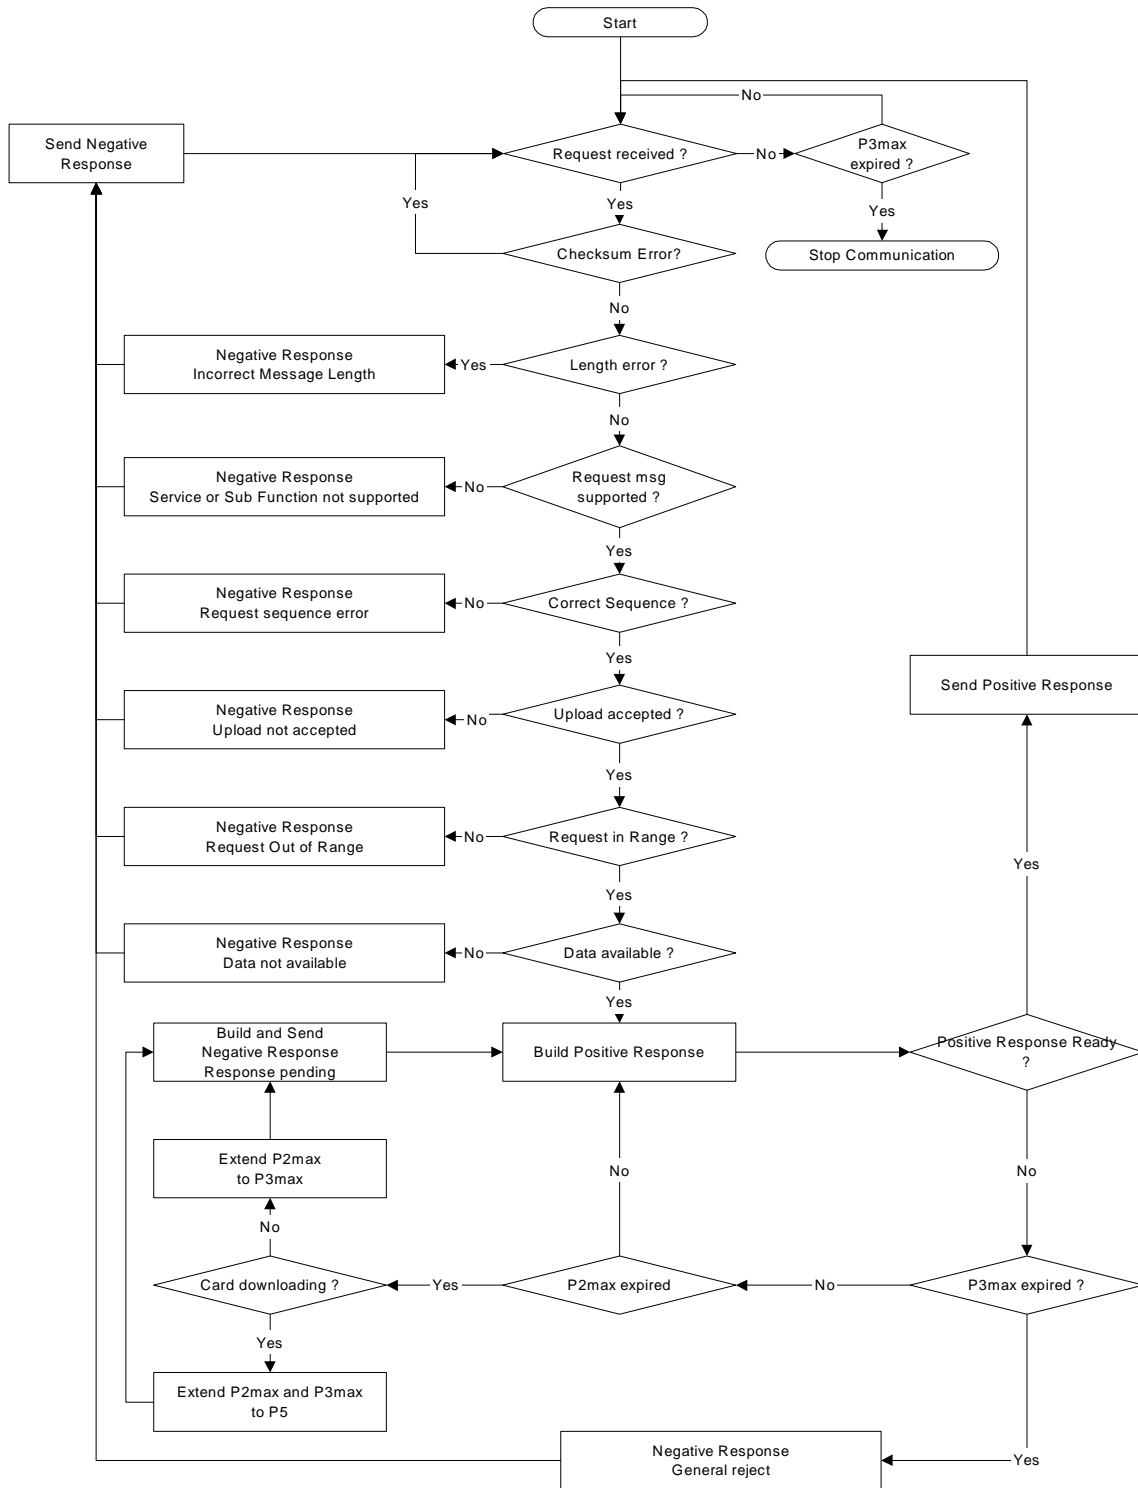 Start
No
Send Negative
Response
Request received ?
No
P3max
expired ?
Yes
Yes
Yes
Checksum Error?
Stop Communication
No
Negative Response
Incorrect Message Length
Yes
Length error ?
No
Negative Response
Service or Sub Function not supported
No
Request msg
supported ?
Yes
Negative Response
Request sequence error
No
Correct Sequence ?
Yes
Send Positive Response
Negative Response
Upload not accepted
No
Upload accepted ?
Yes
Negative Response
Request Out of Range
No
Request in Range ?
Yes
Yes
Negative Response
Data not available
No
Data available ?
Yes
Build and Send
Negative Response
Response pending
Build Positive Response
Positive Response Ready
?
Extend P2max
to P3max
No
No
No
Card downloading ?
Yes
P2max expired
No
P3max expired ?
Yes
Extend P2max and P3max
to P5
Negative Response
General reject
Yes